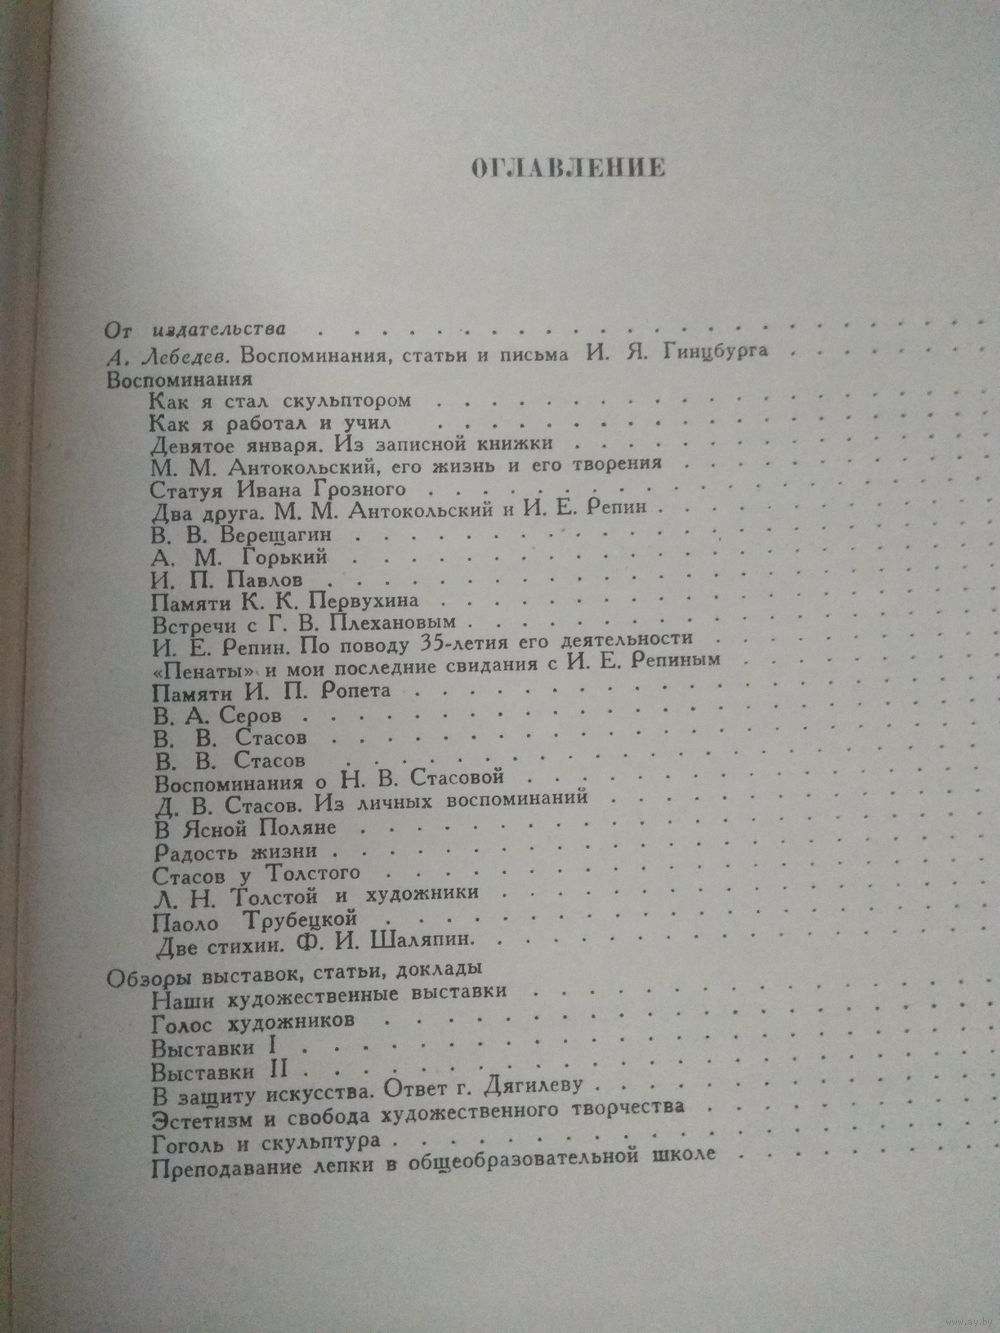 ОГЛАВЛЕНИЕ
От издательства
А. Лебедев. Воспоминания, статьи и письма И. Я. Гинцбурга
Воспоминания
Как я стал скульптором
Как я работал и учил
Девятое января. Из записной книжки
М. М. Антокольский, его жизнь и его творения
Статуя Ивана Грозного
Два друга. М. М. Антокольский и И. Е. Репин
В. В. Верещагин
А. М. Горький
И. П. Павлов
Памяти К. К. Первухина
Встречи с Г. В. Плехановым
И. Е. Репин. По поводу 35-летия его деятельности
«Пенаты» и мои последние свидания с И. Е. Репиным
Памяти И. П. Ропета
В. А. Серов
В. В. Стасов
В. В. Стасов
Воспоминания о Н. В. Стасовой
Д. В. Стасов. Из личных воспоминаний
В Ясной Поляне
Радость жизни
Стасов у Толстого
Л. Н. Толстой и художники
Паоло Трубецкой
Две стихии. Ф. И. Шаляпин.
Обзоры выставок, статьи, доклады
Наши художественные выставки
Голос художников
Выставки I
Выставки II
В защиту искусства. Ответ г. Дягилеву
Эстетизм и свобода художественного творчества
Гоголь и скульптура
Преподавание лепки в общеобразовательной школе
www.ay.by